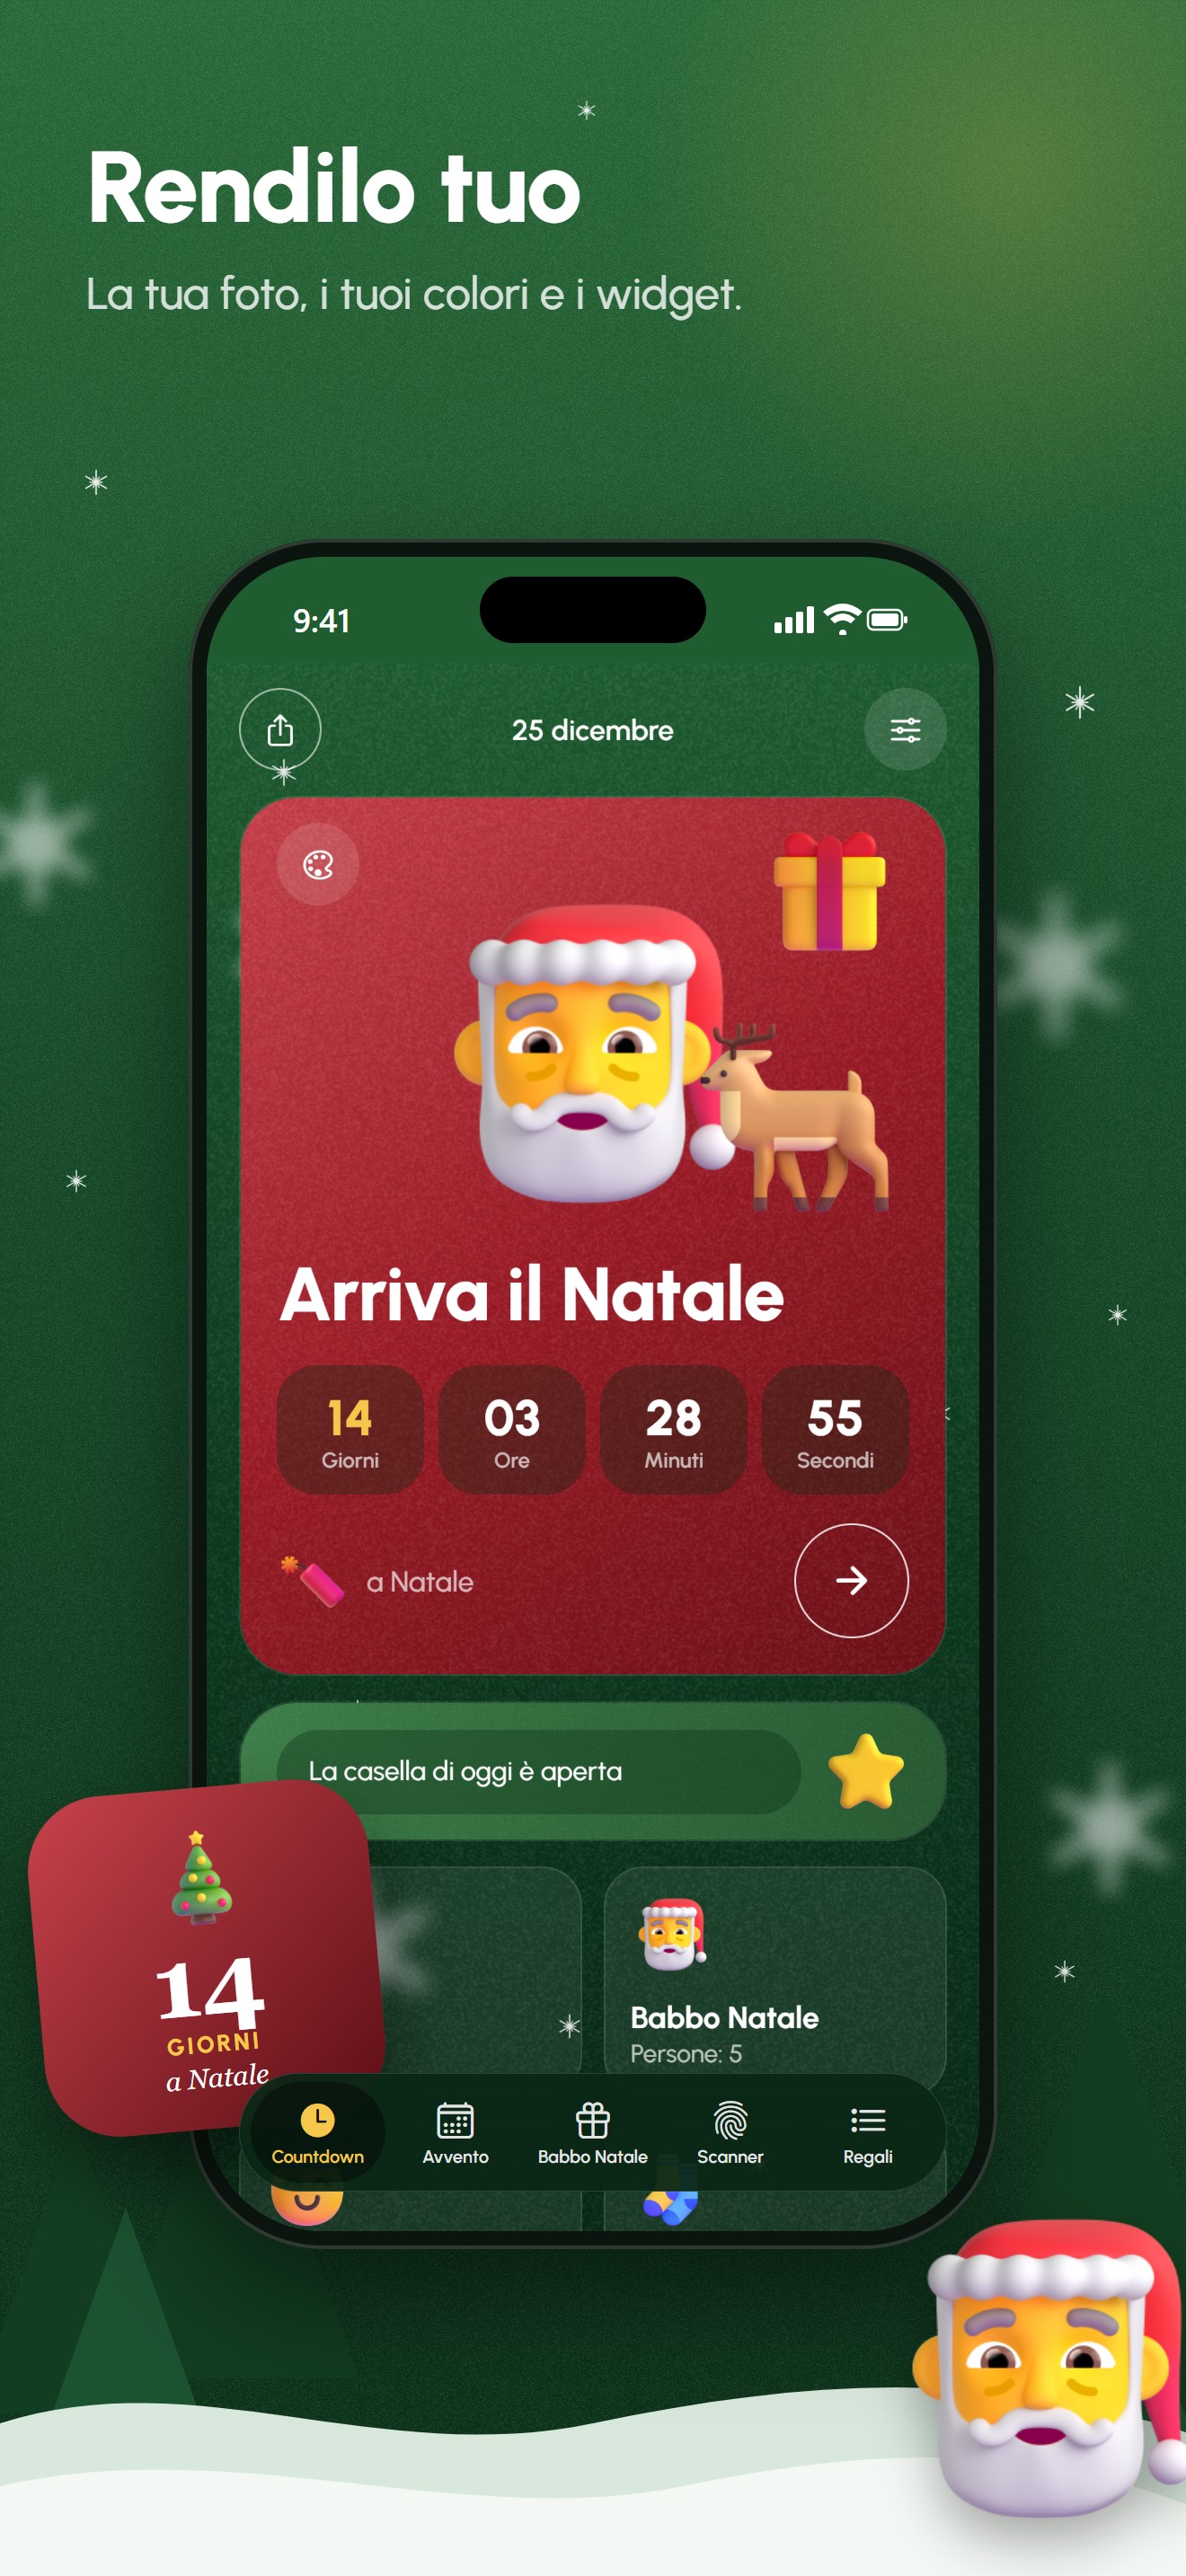 Rendilo tuo
La tua foto, i tuoi colori e i widget.
9:41
25 dicembre
Arriva il Natale
14
Giorni
03
Ore
28
Minuti
55
Secondi
a Natale
La casella di oggi è aperta
14
GIORNI
a Natale
Babbo Natale
Persone: 5
Countdown
Avvento
Babbo Natale
Scanner
Regali